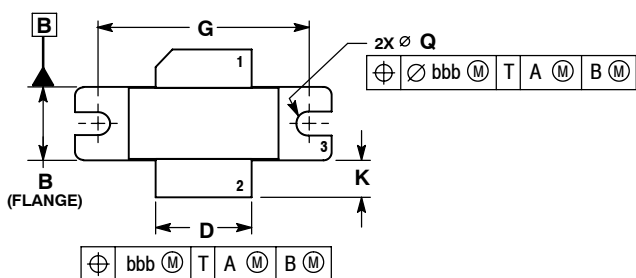 B
G
1
2X ⌀ Q
⌖ ⌀ bbb Ⓜ T A Ⓜ B Ⓜ
3
B
(FLANGE)
K
2
D
⌖ bbb Ⓜ T A Ⓜ B Ⓜ